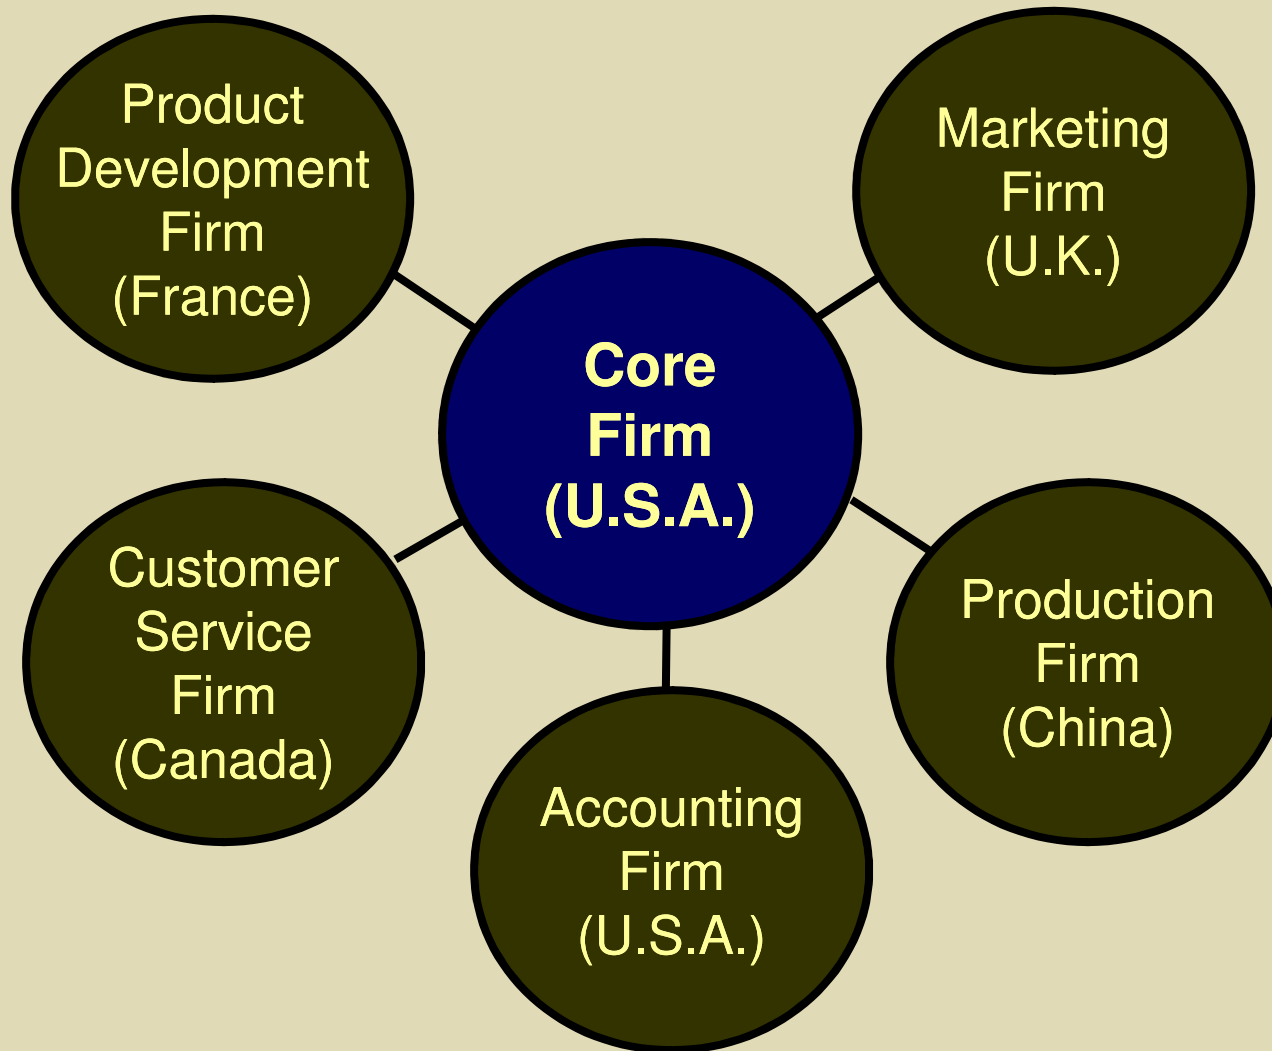 Product
Development
Firm
(France)
Marketing
Firm
(U.K.)
Core
Firm
(U.S.A.)
Customer
Service
Firm
(Canada)
Production
Firm
(China)
Accounting
Firm
(U.S.A.)